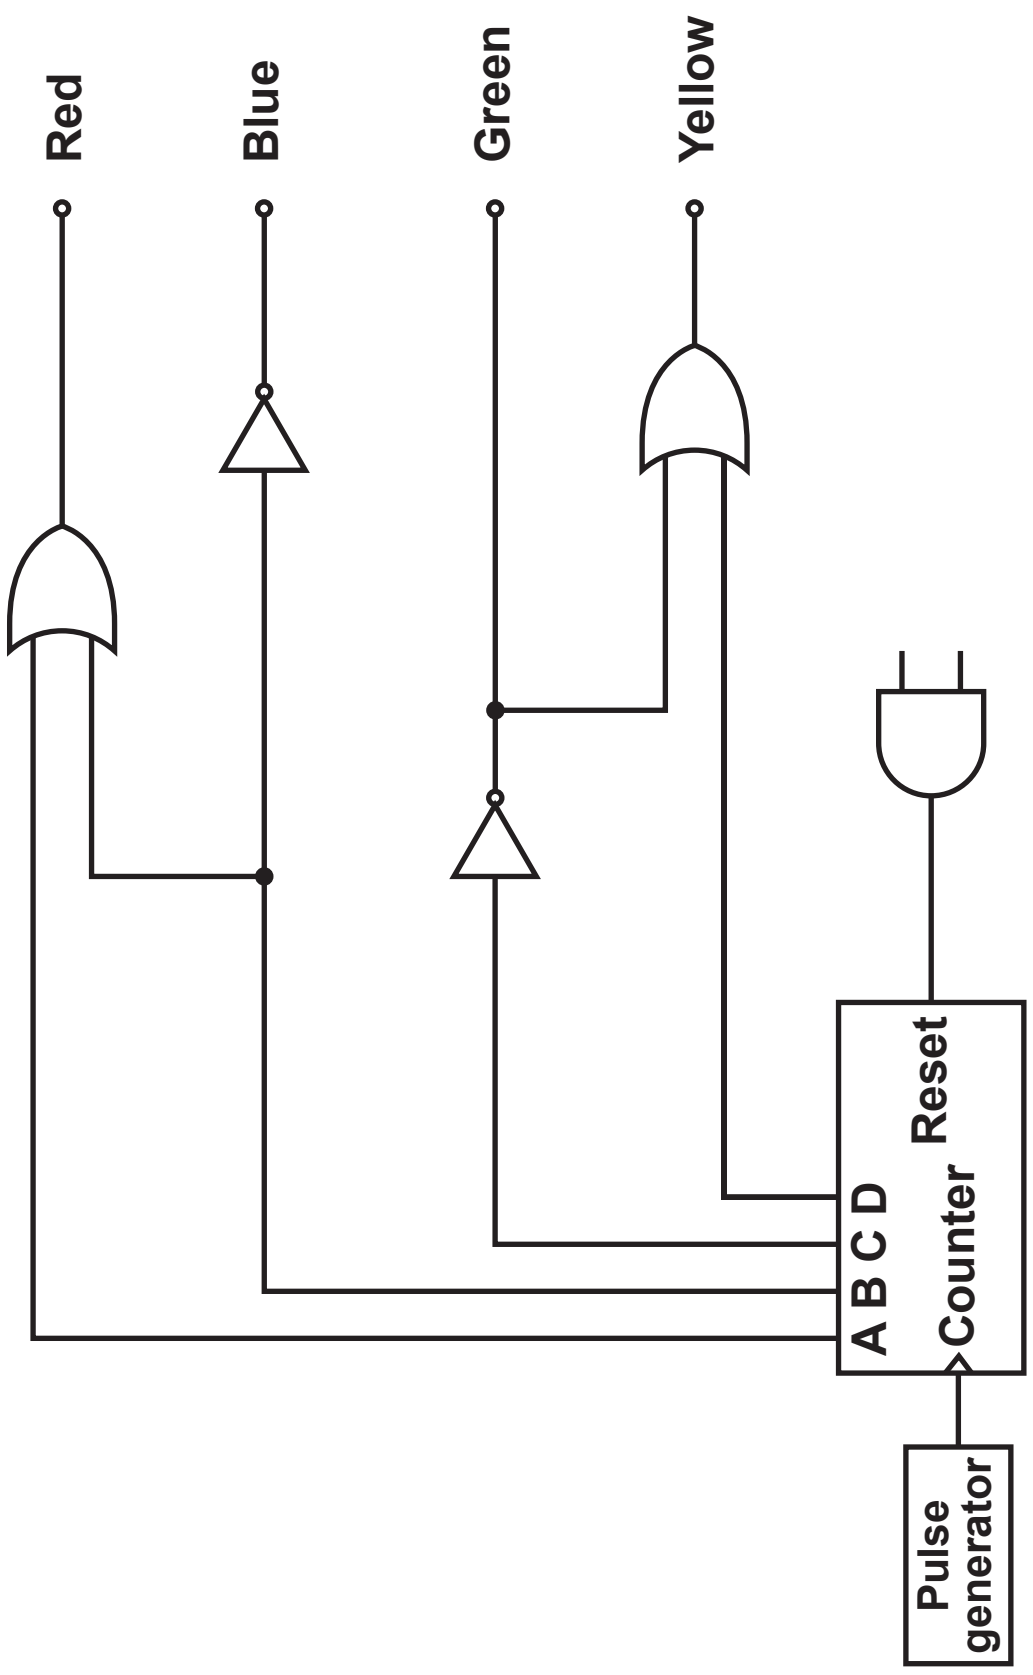 Red
Blue
Green
Yellow
A B C D
Counter
Reset
Pulse
generator